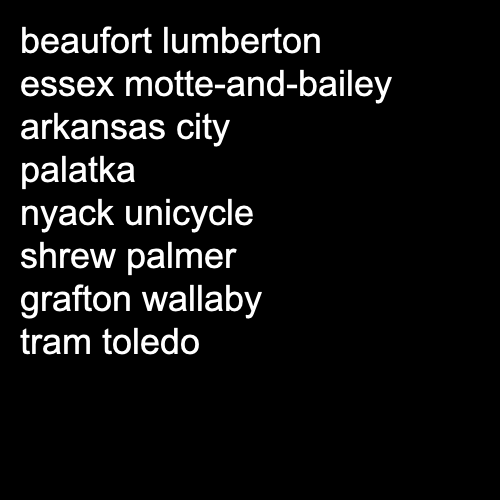 beaufort lumberton
essex motte-and-bailey
arkansas city
palatka
nyack unicycle
shrew palmer
grafton wallaby
tram toledo